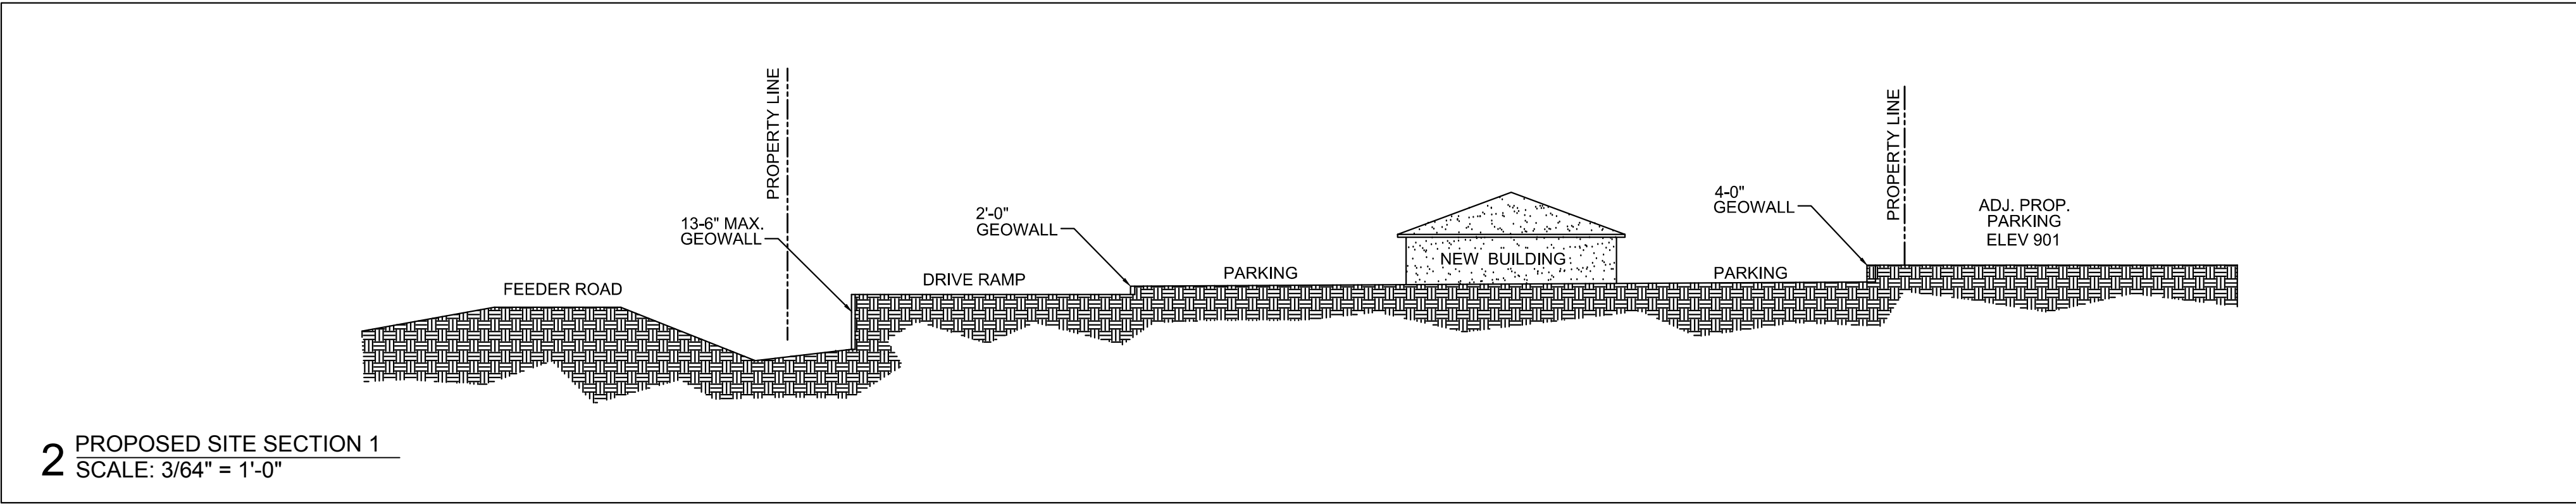 PROPERTY LINE
13-6" MAX.
GEOWALL
2'-0"
GEOWALL
4-0"
GEOWALL
PROPERTY LINE
ADJ. PROP.
PARKING
ELEV 901
FEEDER ROAD
DRIVE RAMP
PARKING
NEW BUILDING
PARKING
2
PROPOSED SITE SECTION 1
SCALE: 3/64" = 1'-0"